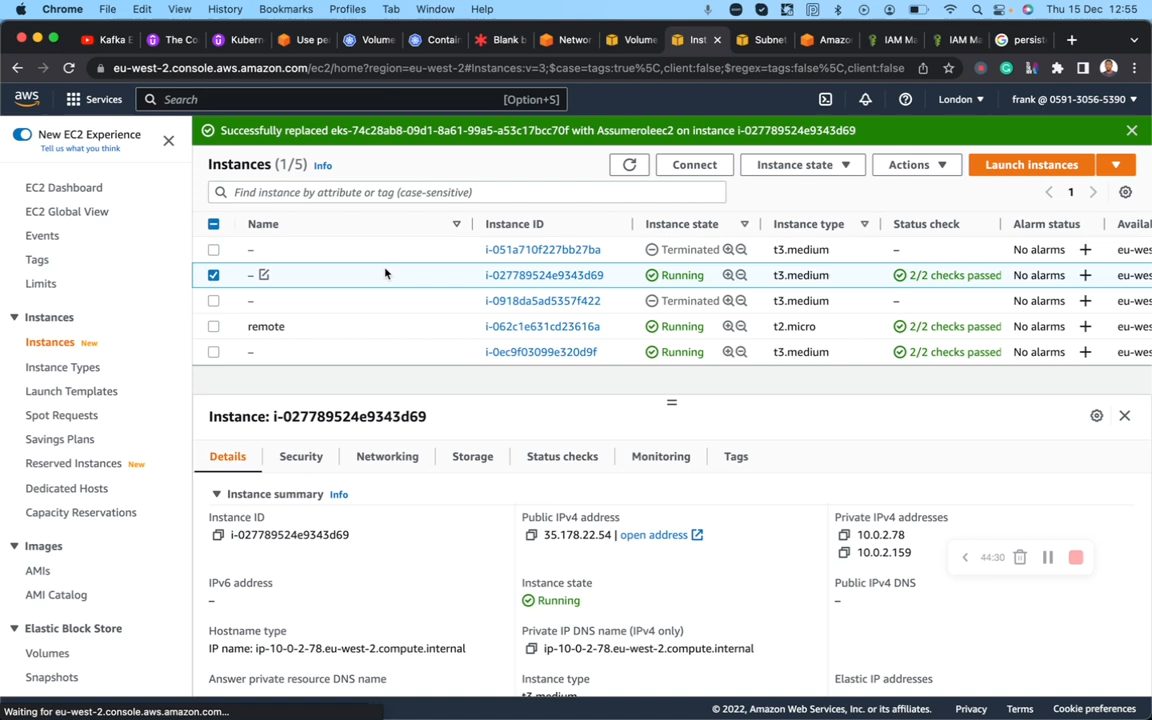 Chrome File Edit View History Bookmarks Profiles Tab Window Help Thu 15 Dec 12:55
Kafka E The Co Kubern Use pe Volume Contain Blank b Networ Volume Inst Subnet Amazo IAM Ma IAM Ma persist
eu-west-2.console.aws.amazon.com/ec2/home?region=eu-west-2#Instances:v=3;$case=tags:true%5C,client:false;$regex=tags:false%5C,client:false
aws Services Search [Option+S] London frank @ 0591-3056-5390
New EC2 Experience
Tell us what you think
Successfully replaced eks-74c28ab8-09d1-8a61-99a5-a53c17bcc70f with Assumeroleec2 on instance i-027789524e9343d69
Instances (1/5) Info Connect Instance state Actions Launch instances
Find instance by attribute or tag (case-sensitive) 1
Name Instance ID Instance state Instance type Status check Alarm status Availa
– i-051a710f227bb27ba Terminated t3.medium – No alarms + eu-wes
– i-027789524e9343d69 Running t3.medium 2/2 checks passed No alarms + eu-wes
– i-0918da5ad5357f422 Terminated t3.medium – No alarms + eu-wes
remote i-062c1e631cd23616a Running t2.micro 2/2 checks passed No alarms + eu-wes
– i-0ec9f03099e320d9f Running t3.medium 2/2 checks passed No alarms + eu-wes
EC2 Dashboard
EC2 Global View
Events
Tags
Limits
Instances
Instances New
Instance Types
Launch Templates
Spot Requests
Savings Plans
Reserved Instances New
Dedicated Hosts
Capacity Reservations
Images
AMIs
AMI Catalog
Elastic Block Store
Volumes
Snapshots
Instance: i-027789524e9343d69
Details Security Networking Storage Status checks Monitoring Tags
Instance summary Info
Instance ID
i-027789524e9343d69
Public IPv4 address
35.178.22.54 | open address
Private IPv4 addresses
10.0.2.78
10.0.2.159
44:30
IPv6 address
–
Instance state
Running
Public IPv4 DNS
–
Hostname type
IP name: ip-10-0-2-78.eu-west-2.compute.internal
Private IP DNS name (IPv4 only)
ip-10-0-2-78.eu-west-2.compute.internal
Answer private resource DNS name
Instance type
t3.medium
Elastic IP addresses
Waiting for eu-west-2.console.aws.amazon.com...
© 2022, Amazon Web Services, Inc. or its affiliates. Privacy Terms Cookie preferences